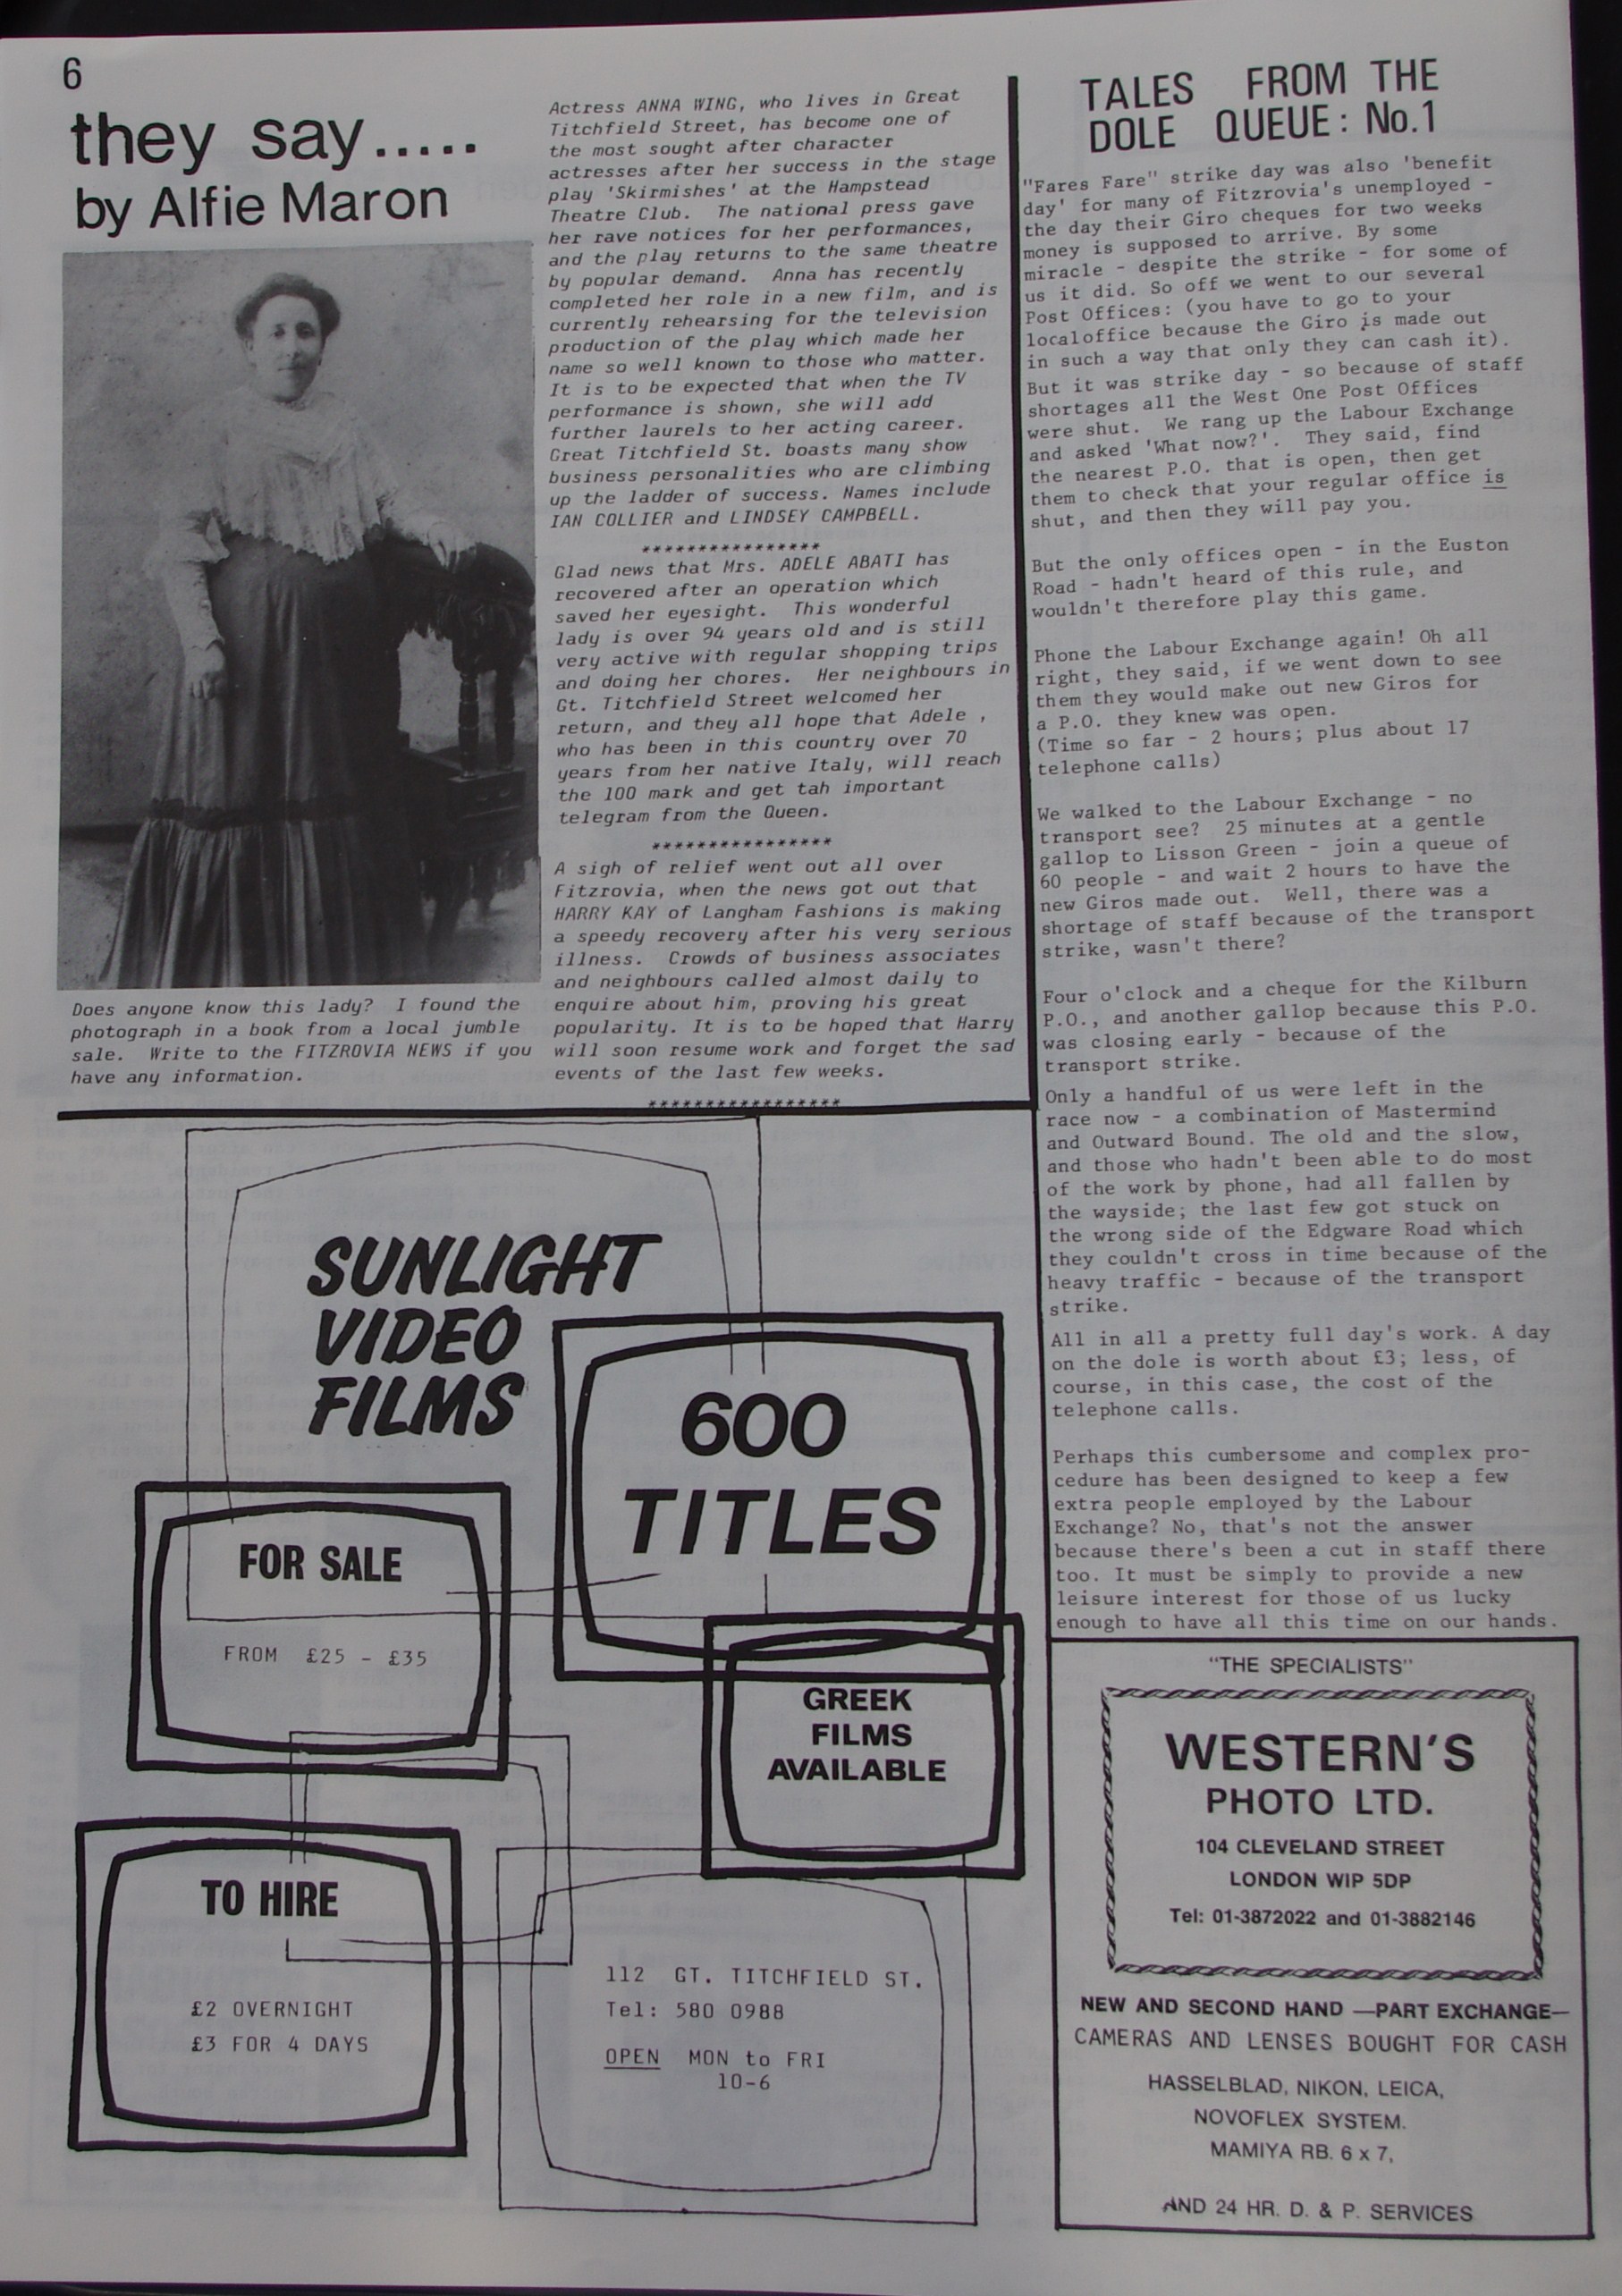 6
they say.....
by Alfie Maron
Does anyone know this lady? I found the
photograph in a book from a local jumble
sale. Write to the FITZROVIA NEWS if you
have any information.
Actress ANNA WING, who lives in Great
Titchfield Street, has become one of
the most sought after character
actresses after her success in the stage
play 'Skirmishes' at the Hampstead
Theatre Club. The national press gave
her rave notices for her performances,
and the play returns to the same theatre
by popular demand. Anna has recently
completed her role in a new film, and is
currently rehearsing for the television
production of the play which made her
name so well known to those who matter.
It is to be expected that when the TV
performance is shown, she will add
further laurels to her acting career.
Great Titchfield St. boasts many show
business personalities who are climbing
up the ladder of success. Names include
IAN COLLIER and LINDSEY CAMPBELL.
****************
Glad news that Mrs. ADELE ABATI has
recovered after an operation which
saved her eyesight. This wonderful
lady is over 94 years old and is still
very active with regular shopping trips
and doing her chores. Her neighbours in
Gt. Titchfield Street welcomed her
return, and they all hope that Adele ,
who has been in this country over 70
years from her native Italy, will reach
the 100 mark and get tah important
telegram from the Queen.
****************
A sigh of relief went out all over
Fitzrovia, when the news got out that
HARRY KAY of Langham Fashions is making
a speedy recovery after his very serious
illness. Crowds of business associates
and neighbours called almost daily to
enquire about him, proving his great
popularity. It is to be hoped that Harry
will soon resume work and forget the sad
events of the last few weeks.
*****************
TALES FROM THE
DOLE QUEUE: No.1
"Fares Fare" strike day was also 'benefit
day' for many of Fitzrovia's unemployed -
the day their Giro cheques for two weeks
money is supposed to arrive. By some
miracle - despite the strike - for some of
us it did. So off we went to our several
Post Offices: (you have to go to your
localoffice because the Giro is made out
in such a way that only they can cash it).
But it was strike day - so because of staff
shortages all the West One Post Offices
were shut. We rang up the Labour Exchange
and asked 'What now?'. They said, find
the nearest P.O. that is open, then get
them to check that your regular office is
shut, and then they will pay you.
But the only offices open - in the Euston
Road - hadn't heard of this rule, and
wouldn't therefore play this game.
Phone the Labour Exchange again! Oh all
right, they said, if we went down to see
them they would make out new Giros for
a P.O. they knew was open.
(Time so far - 2 hours; plus about 17
telephone calls)
We walked to the Labour Exchange - no
transport see? 25 minutes at a gentle
gallop to Lisson Green - join a queue of
60 people - and wait 2 hours to have the
new Giros made out. Well, there was a
shortage of staff because of the transport
strike, wasn't there?
Four o'clock and a cheque for the Kilburn
P.O., and another gallop because this P.O.
was closing early - because of the
transport strike.
Only a handful of us were left in the
race now - a combination of Mastermind
and Outward Bound. The old and the slow,
and those who hadn't been able to do most
of the work by phone, had all fallen by
the wayside; the last few got stuck on
the wrong side of the Edgware Road which
they couldn't cross in time because of the
heavy traffic - because of the transport
strike.
All in all a pretty full day's work. A day
on the dole is worth about £3; less, of
course, in this case, the cost of the
telephone calls.
Perhaps this cumbersome and complex pro-
cedure has been designed to keep a few
extra people employed by the Labour
Exchange? No, that's not the answer
because there's been a cut in staff there
too. It must be simply to provide a new
leisure interest for those of us lucky
enough to have all this time on our hands.
SUNLIGHT
VIDEO
FILMS
600
TITLES
FOR SALE
FROM £25 - £35
GREEK
FILMS
AVAILABLE
TO HIRE
£2 OVERNIGHT
£3 FOR 4 DAYS
112 GT. TITCHFIELD ST.
Tel: 580 0988
OPEN MON to FRI
10-6
"THE SPECIALISTS"
WESTERN'S
PHOTO LTD.
104 CLEVELAND STREET
LONDON WIP 5DP
Tel: 01-3872022 and 01-3882146
NEW AND SECOND HAND —PART EXCHANGE—
CAMERAS AND LENSES BOUGHT FOR CASH
HASSELBLAD, NIKON, LEICA,
NOVOFLEX SYSTEM.
MAMIYA RB. 6 x 7,
AND 24 HR. D. & P. SERVICES